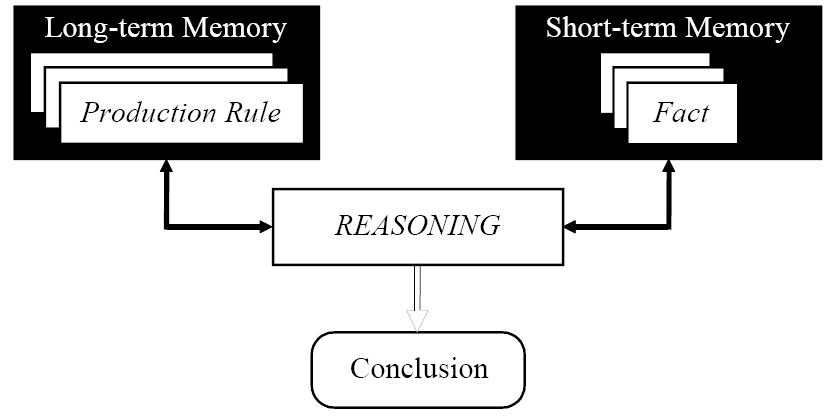 Long-term Memory
Short-term Memory
Production Rule
Fact
REASONING
Conclusion